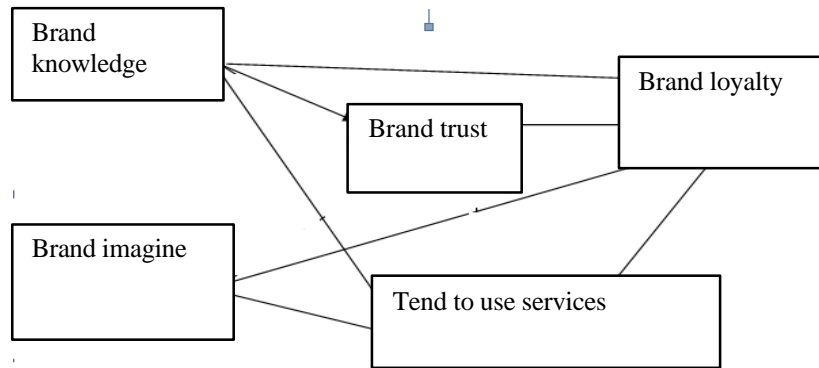 Brand
knowledge
Brand loyalty
Brand trust
Brand imagine
Tend to use services